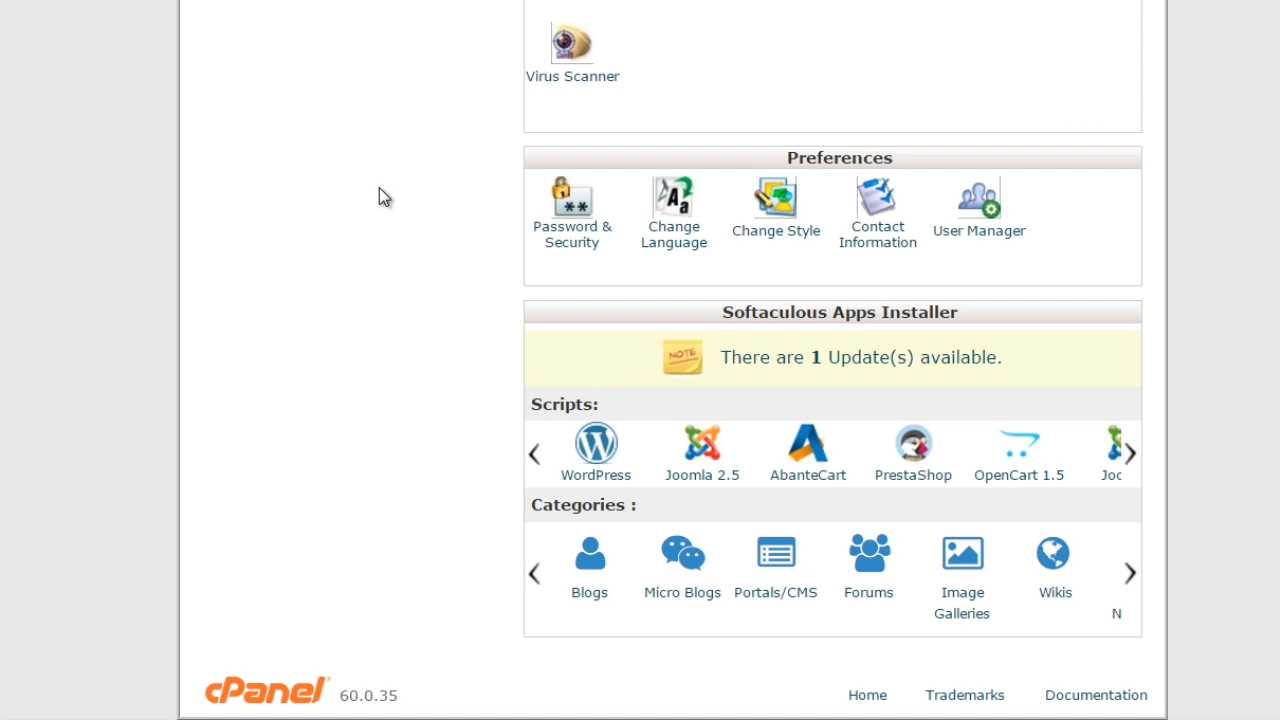 Virus Scanner
Preferences
Password &
Security
Change
Language
Change Style
Contact
Information
User Manager
Softaculous Apps Installer
NOTE
There are 1 Update(s) available.
Scripts:
WordPress
Joomla 2.5
AbanteCart
PrestaShop
OpenCart 1.5
Joc
Categories :
Blogs
Micro Blogs
Portals/CMS
Forums
Image
Galleries
Wikis
N
cPanel 60.0.35
Home
Trademarks
Documentation